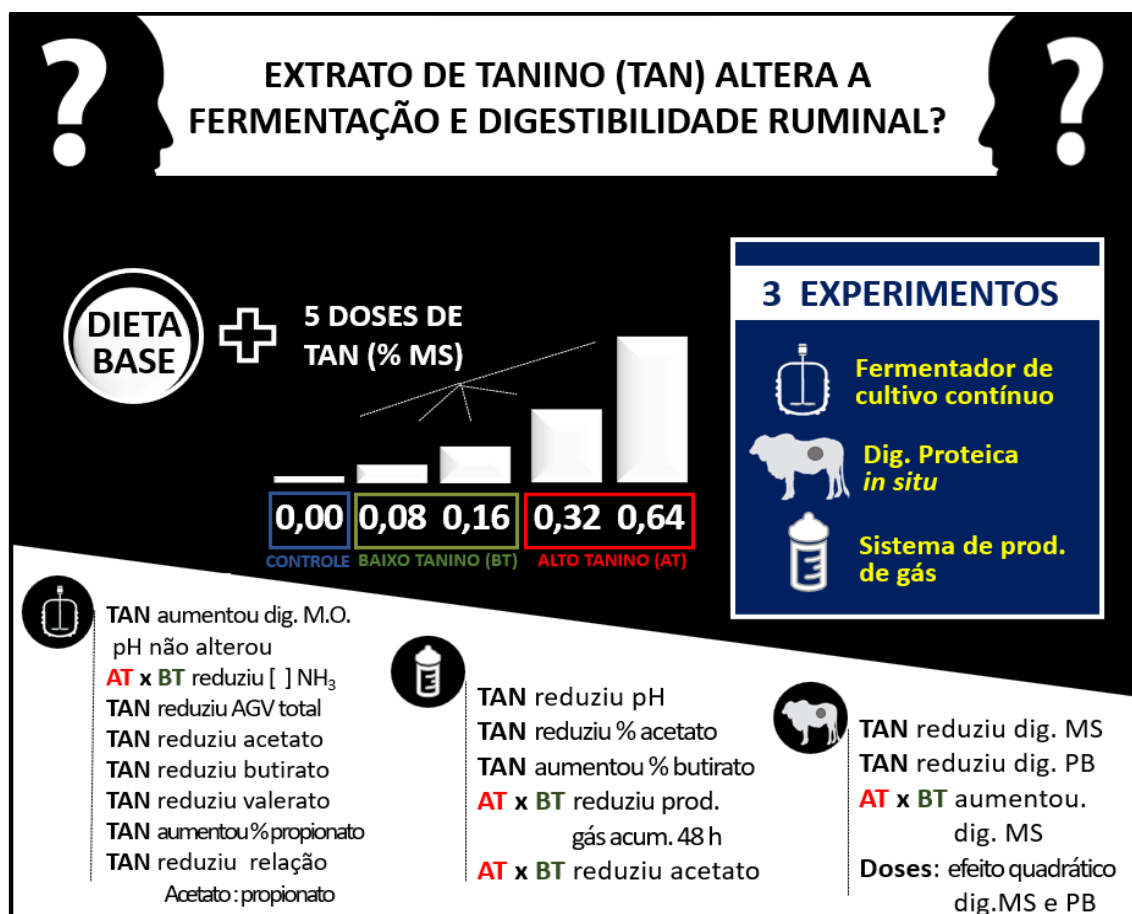 ?
EXTRATO DE TANINO (TAN) ALTERA A
FERMENTAÇÃO E DIGESTIBILIDADE RUMINAL?
?
DIETA
BASE
5 DOSES DE
TAN (% MS)
0,00 0,08 0,16 0,32 0,64
CONTROLE BAIXO TANINO (BT) ALTO TANINO (AT)
3 EXPERIMENTOS
Fermentador de
cultivo contínuo
Dig. Proteica
in situ
Sistema de prod.
de gás
TAN aumentou dig. M.O.
pH não alterou
AT x BT reduziu [ ] NH₃
TAN reduziu AGV total
TAN reduziu acetato
TAN reduziu butirato
TAN reduziu valerato
TAN aumentou % propionato
TAN reduziu relação
Acetato : propionato
TAN reduziu pH
TAN reduziu % acetato
TAN aumentou % butirato
AT x BT reduziu prod.
gás acum. 48 h
AT x BT reduziu acetato
TAN reduziu dig. MS
TAN reduziu dig. PB
AT x BT aumentou.
dig. MS
Doses: efeito quadrático
dig.MS e PB